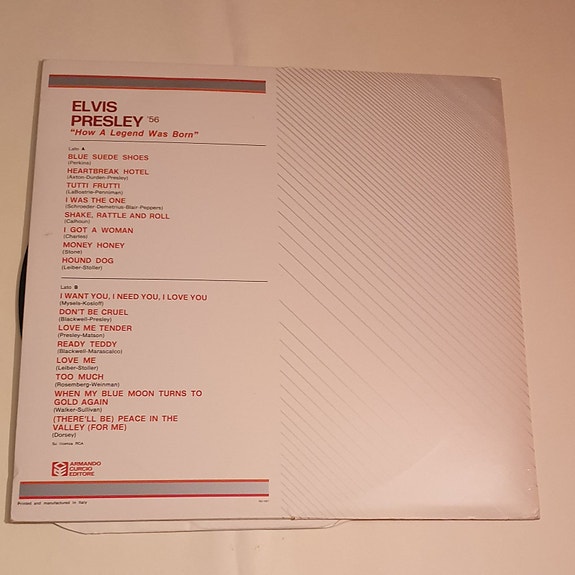 ELVIS
PRESLEY '56
"How A Legend Was Born"
Lato A
BLUE SUEDE SHOES
(Perkins)
HEARTBREAK HOTEL
(Axton-Durden-Presley)
TUTTI FRUTTI
(LaBostrie-Penniman)
I WAS THE ONE
(Schroeder-Demetrius-Blair-Peppers)
SHAKE, RATTLE AND ROLL
(Calhoun)
I GOT A WOMAN
(Charles)
MONEY HONEY
(Stone)
HOUND DOG
(Leiber-Stoller)
Lato B
I WANT YOU, I NEED YOU, I LOVE YOU
(Mysels-Kosloff)
DON'T BE CRUEL
(Blackwell-Presley)
LOVE ME TENDER
(Presley-Matson)
READY TEDDY
(Blackwell-Marascalco)
LOVE ME
(Leiber-Stoller)
TOO MUCH
(Rosemberg-Weinman)
WHEN MY BLUE MOON TURNS TO
GOLD AGAIN
(Walker-Sullivan)
(THERE'LL BE) PEACE IN THE
VALLEY (FOR ME)
(Dorsey)
Su licenza RCA
ARMANDO
CURCIO
EDITORE
Printed and manufactured in Italy